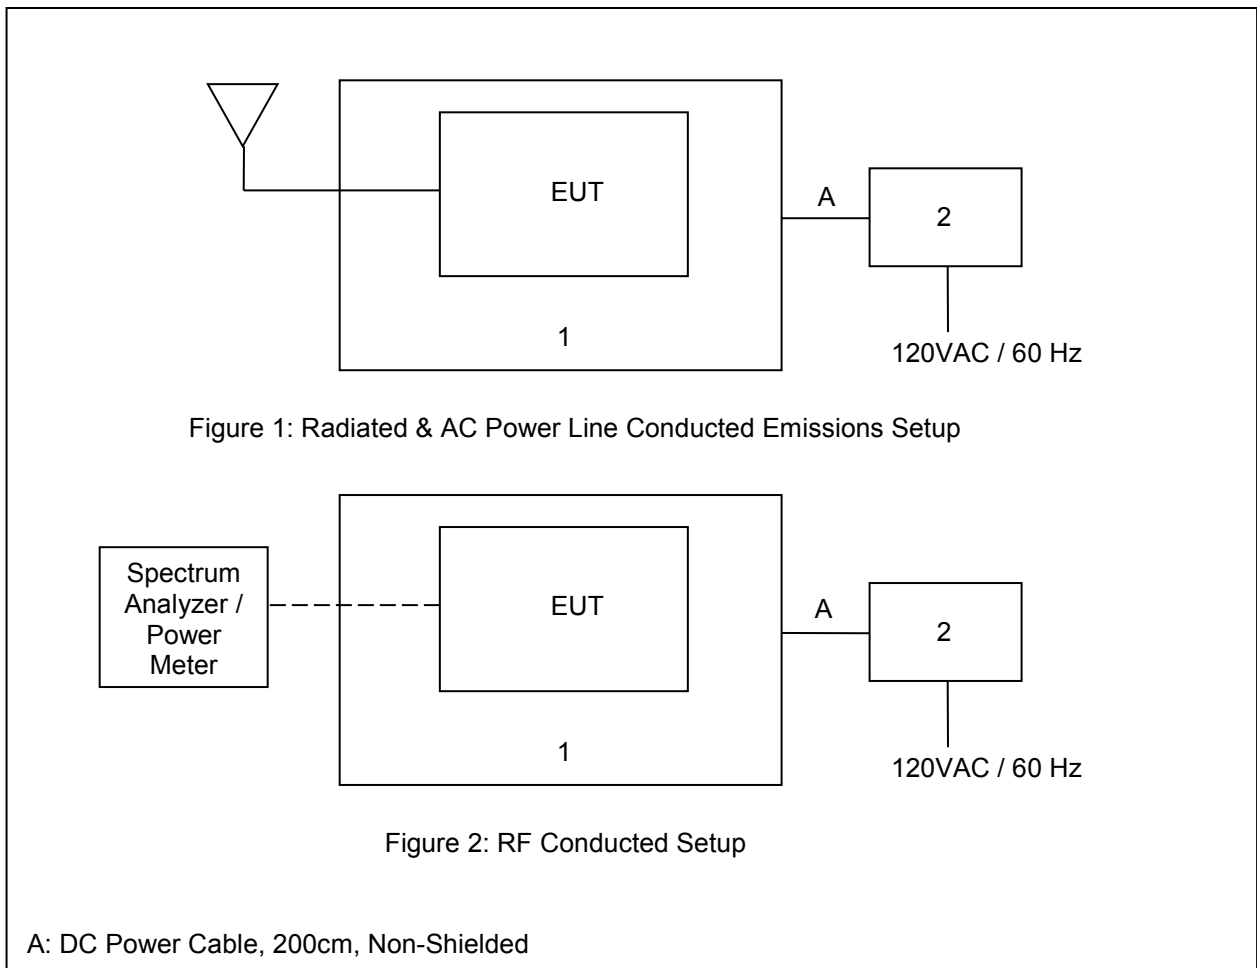 EUT
A
2
1
120VAC / 60 Hz
Figure 1: Radiated & AC Power Line Conducted Emissions Setup
Spectrum
Analyzer /
Power
Meter
EUT
A
2
1
120VAC / 60 Hz
Figure 2: RF Conducted Setup
A: DC Power Cable, 200cm, Non-Shielded